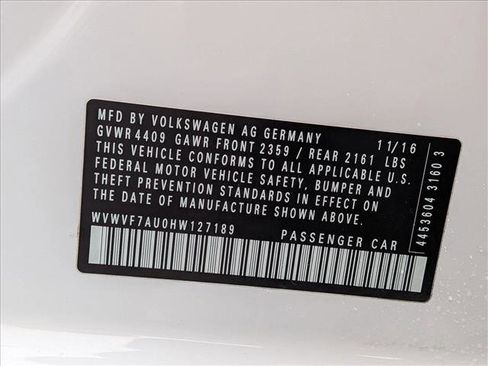 MFD BY VOLKSWAGEN AG GERMANY 11/16
GVWR 4409 GAWR FRONT 2359 / REAR 2161 LBS
THIS VEHICLE CONFORMS TO ALL APPLICABLE U.S.
FEDERAL MOTOR VEHICLE SAFETY, BUMPER AND
THEFT PREVENTION STANDARDS IN EFFECT ON
THE DATE OF MANUFACTURE SHOWN ABOVE
WVWVF7AU0HW127189 PASSENGER CAR
4453604 3160 3